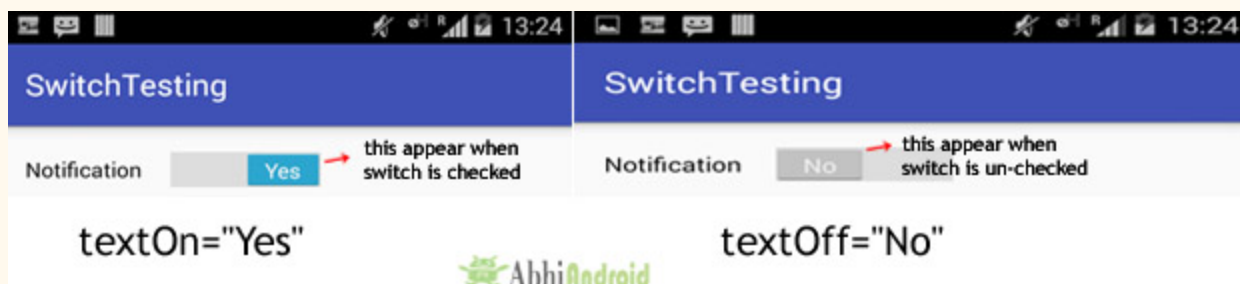 13:24
SwitchTesting
Notification
Yes
this appear when
switch is checked
textOn="Yes"
13:24
SwitchTesting
Notification
No
this appear when
switch is un-checked
textOff="No"
AbhiAndroid